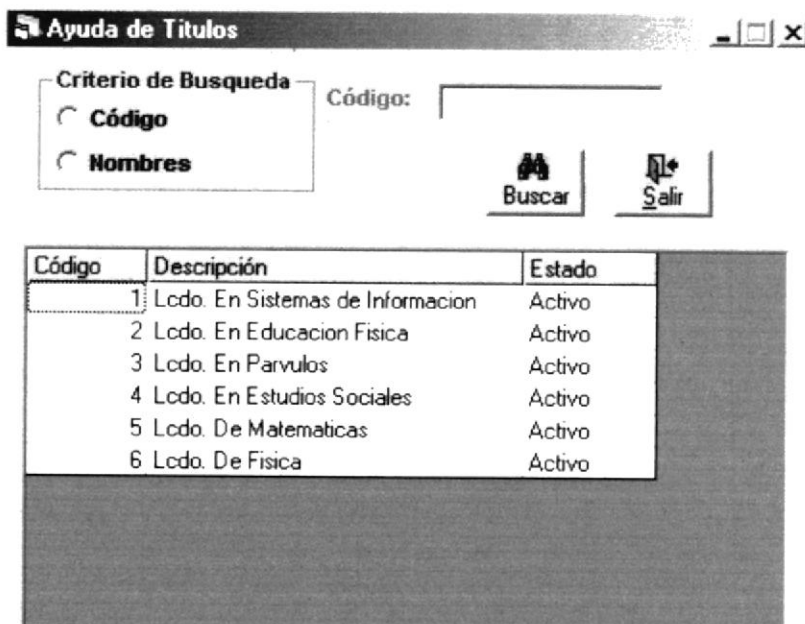 Ayuda de Titulos
Criterio de Busqueda
Código
Nombres
Código:
Buscar
Salir
Código Descripción Estado
1 Lcdo. En Sistemas de Informacion Activo
2 Lcdo. En Educacion Fisica Activo
3 Lcdo. En Parvulos Activo
4 Lcdo. En Estudios Sociales Activo
5 Lcdo. De Matematicas Activo
6 Lcdo. De Fisica Activo